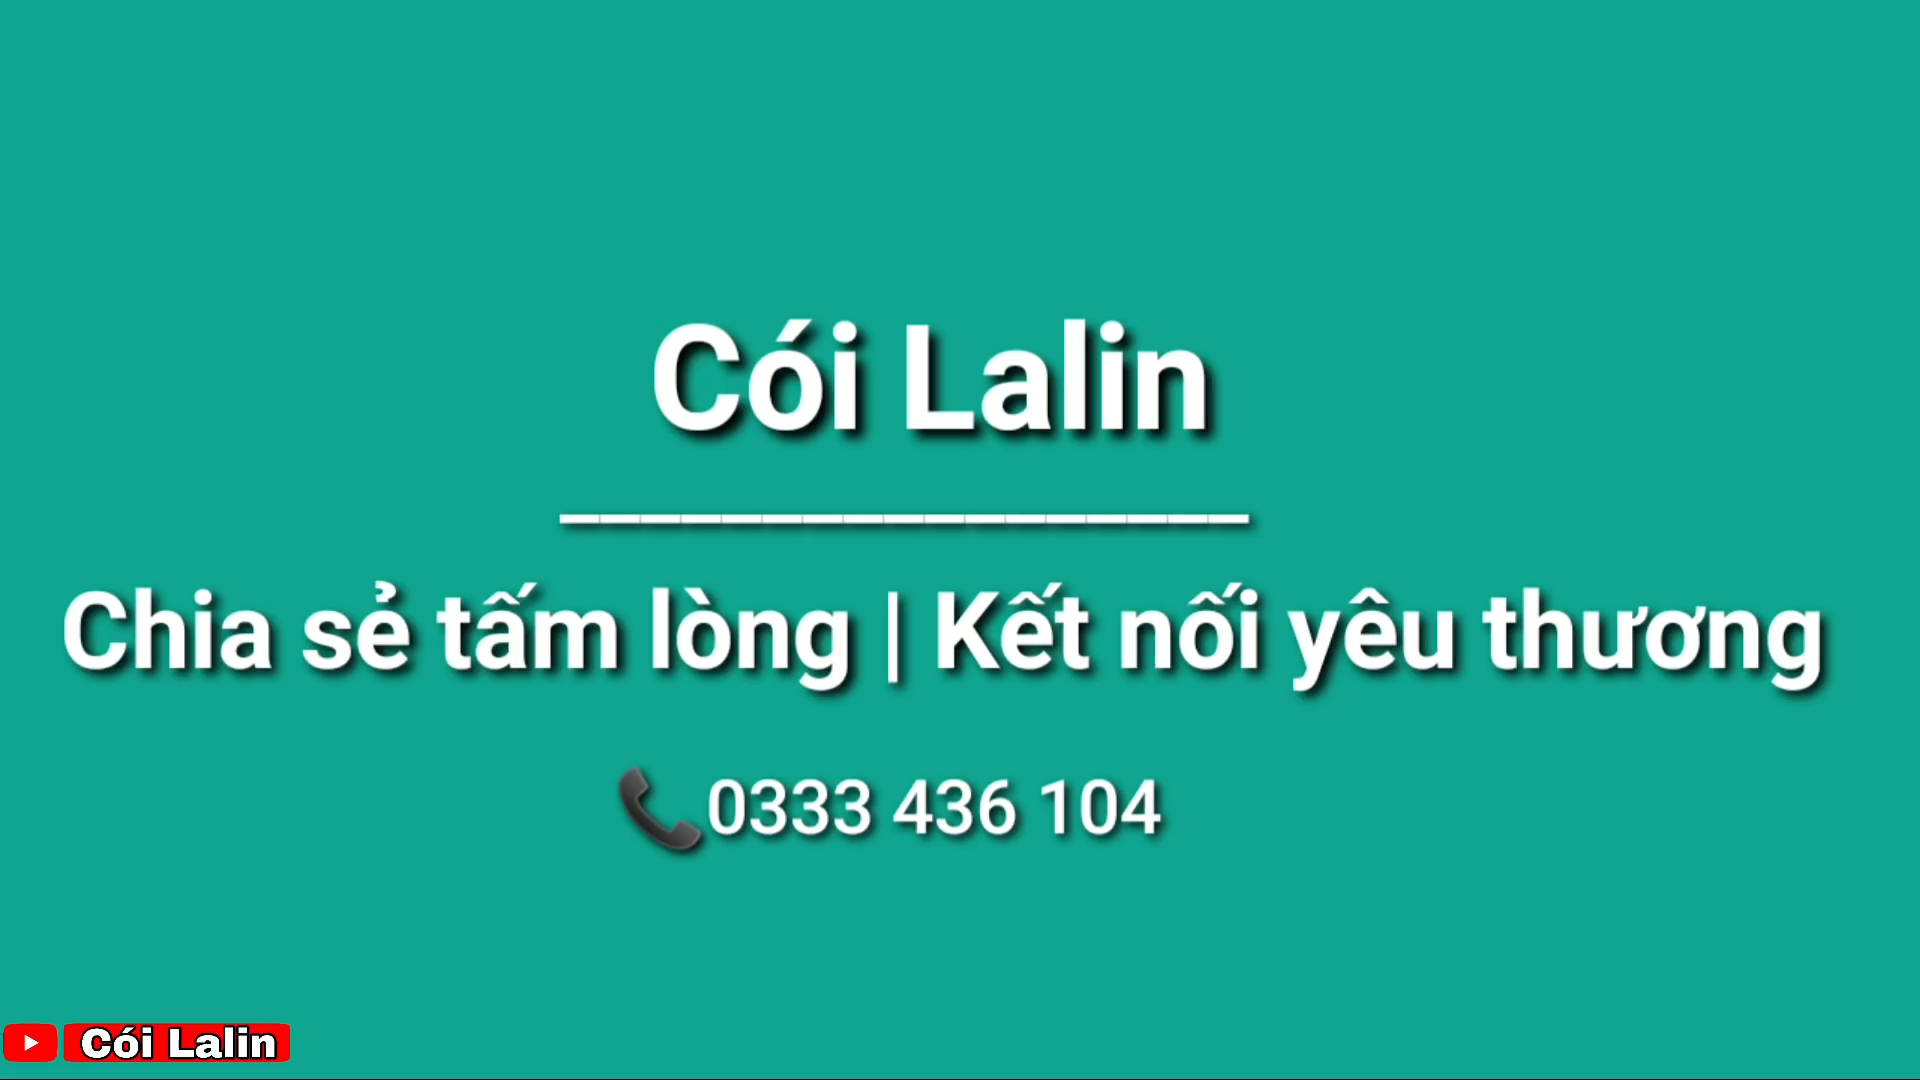 Cói Lalin
Chia sẻ tấm lòng | Kết nối yêu thương
📞0333 436 104
Cói Lalin